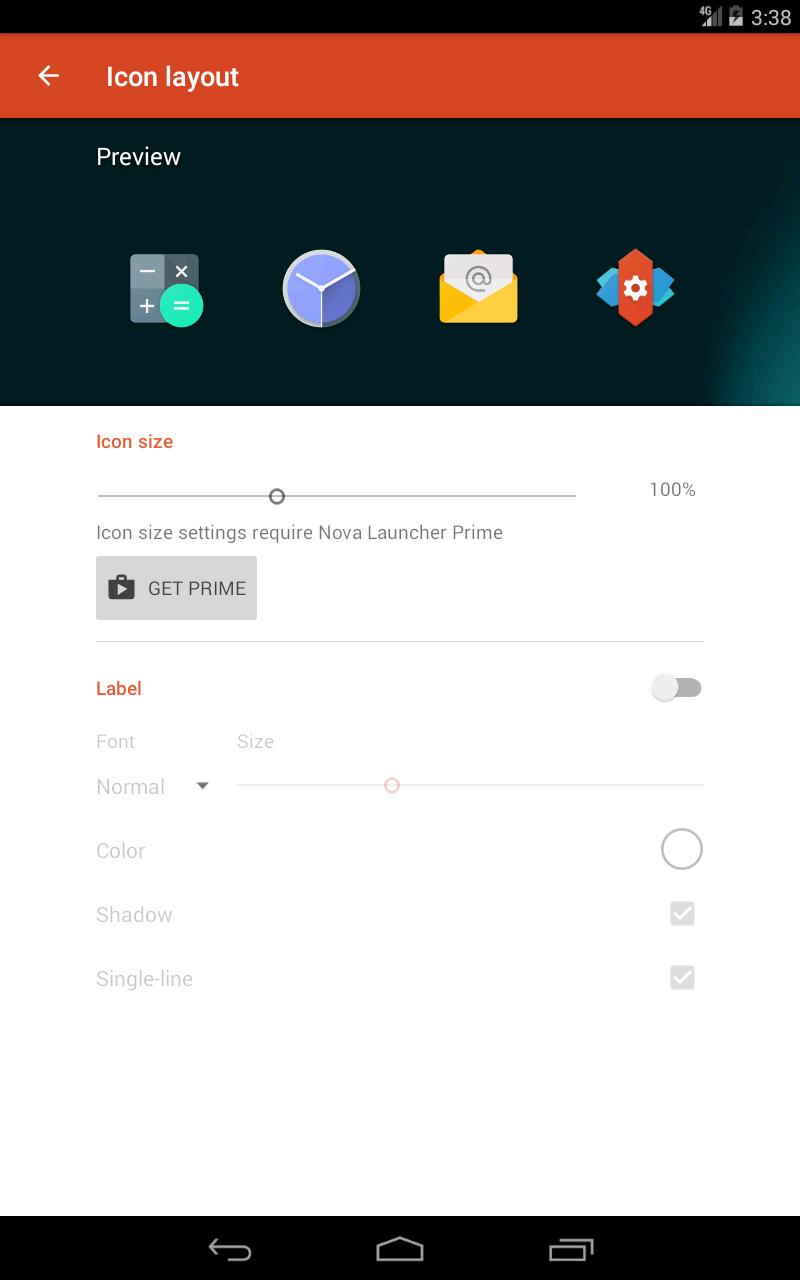 4G 3:38
Icon layout
Preview
Icon size
100%
Icon size settings require Nova Launcher Prime
GET PRIME
Label
Font Size
Normal
Color
Shadow
Single-line